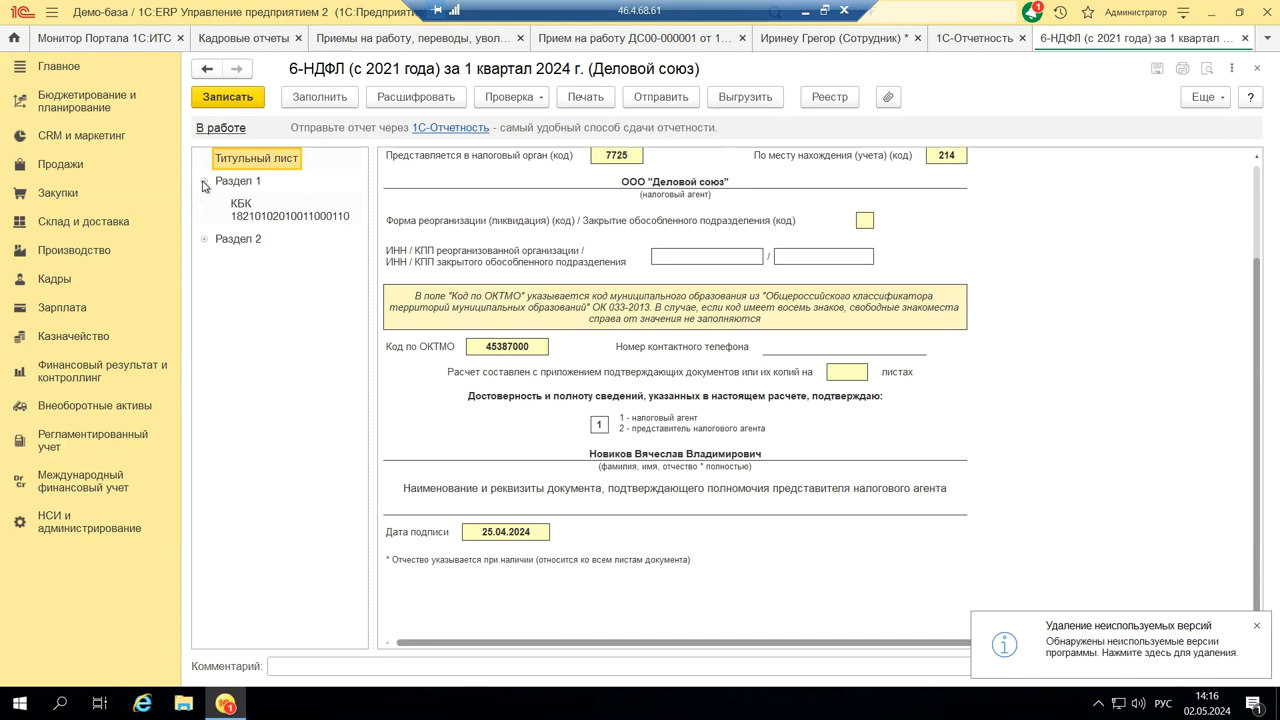 Демо-база / 1С:ERP Управление предприятием 2 (1С:Предприятие
46.4.68.61
1
Администратор
Монитор Портала 1С:ИТС
Кадровые отчеты
Приемы на работу, переводы, увол...
Прием на работу ДС00-000001 от 1...
Иринеу Грегор (Сотрудник) *
1С-Отчетность
6-НДФЛ (с 2021 года) за 1 квартал ...
6-НДФЛ (с 2021 года) за 1 квартал 2024 г. (Деловой союз)
Записать
Заполнить
Расшифровать
Проверка
Печать
Отправить
Выгрузить
Реестр
Еще
?
В работе
Отправьте отчет через 1С-Отчетность - самый удобный способ сдачи отчетности.
Главное
Бюджетирование и
планирование
CRM и маркетинг
Продажи
Закупки
Склад и доставка
Производство
Кадры
Зарплата
Казначейство
Финансовый результат и
контроллинг
Внеоборотные активы
Регламентированный
учет
Международный
финансовый учет
НСИ и
администрирование
Титульный лист
Раздел 1
КБК
18210102010011000110
Раздел 2
Представляется в налоговый орган (код) 7725 По месту нахождения (учета) (код) 214
ООО "Деловой союз"
(налоговый агент)
Форма реорганизации (ликвидация) (код) / Закрытие обособленного подразделения (код)
ИНН / КПП реорганизованной организации /
ИНН / КПП закрытого обособленного подразделения /
В поле "Код по ОКТМО" указывается код муниципального образования из "Общероссийского классификатора
территорий муниципальных образований" ОК 033-2013. В случае, если код имеет восемь знаков, свободные знакоместа
справа от значения не заполняются
Код по ОКТМО 45387000 Номер контактного телефона
Расчет составлен с приложением подтверждающих документов или их копий на листах
Достоверность и полноту сведений, указанных в настоящем расчете, подтверждаю:
1
1 - налоговый агент
2 - представитель налогового агента
Новиков Вячеслав Владимирович
(фамилия, имя, отчество * полностью)
Наименование и реквизиты документа, подтверждающего полномочия представителя налогового агента
Дата подписи 25.04.2024
* Отчество указывается при наличии (относится ко всем листам документа)
Комментарий:
Удаление неиспользуемых версий
Обнаружены неиспользуемые версии
программы. Нажмите здесь для удаления.
1
РУС
14:16
02.05.2024
1